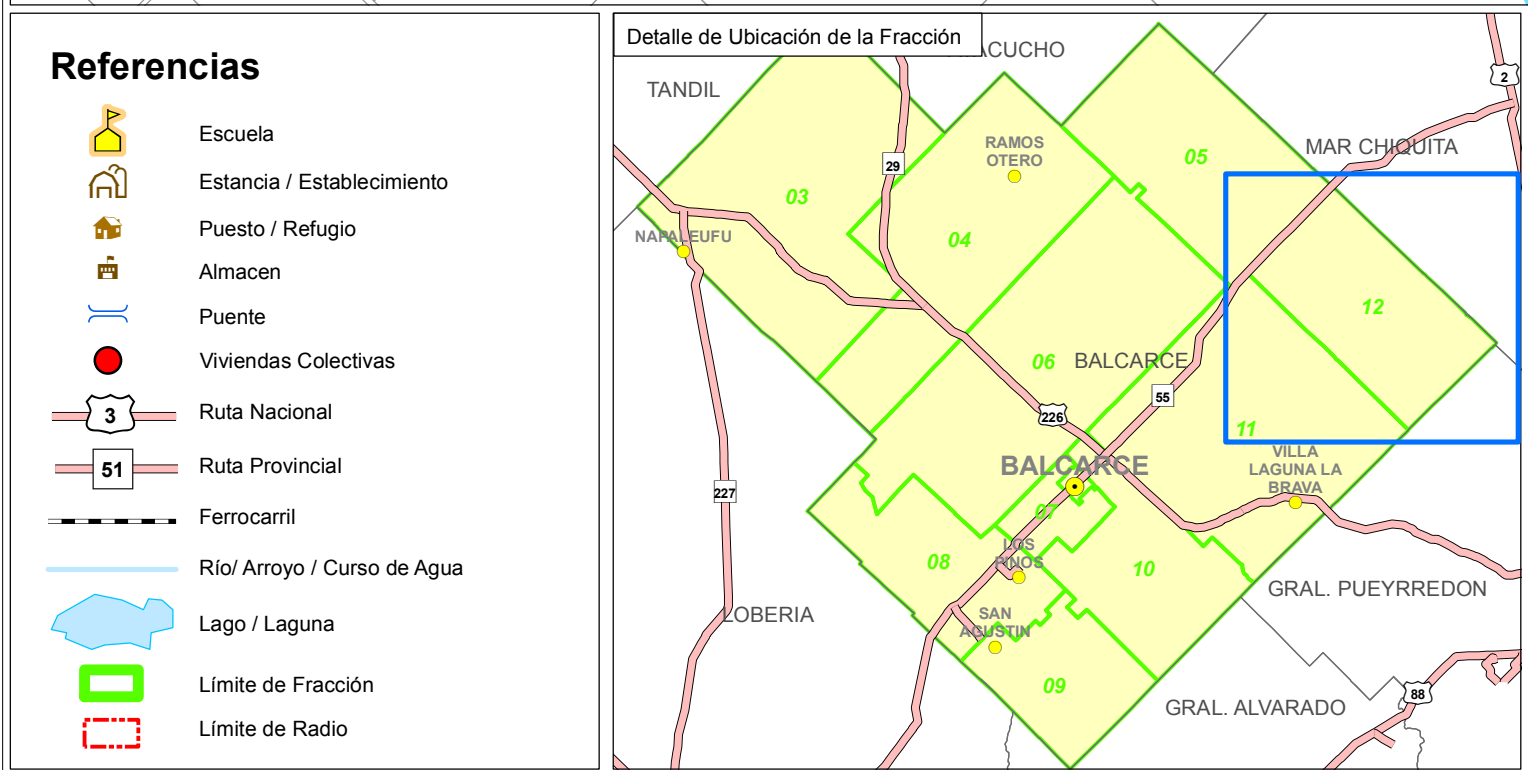 Referencias
Escuela
Estancia / Establecimiento
Puesto / Refugio
Almacen
Puente
Viviendas Colectivas
3
Ruta Nacional
51
Ruta Provincial
Ferrocarril
Río/ Arroyo / Curso de Agua
Lago / Laguna
Límite de Fracción
Límite de Radio
Detalle de Ubicación de la Fracción
ACUCHO
TANDIL
2
MAR CHIQUITA
RAMOS
OTERO
05
29
03
04
NAPALEUFU
12
06
BALCARCE
55
226
11
BALCARCE
VILLA
LAGUNA LA
BRAVA
227
07
LOS
PINOS
08
10
GRAL. PUEYRREDON
LOBERIA
SAN
AGUSTIN
09
88
GRAL. ALVARADO